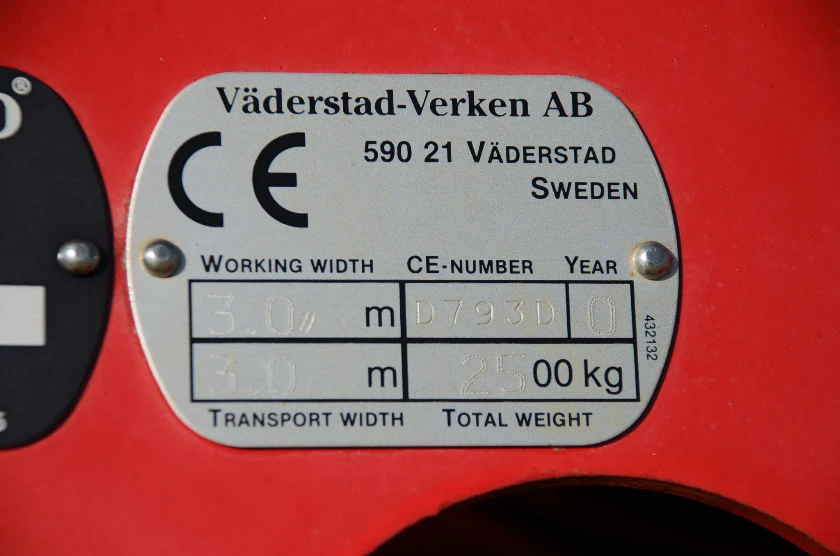 Väderstad-Verken AB
CE
590 21 VÄDERSTAD
SWEDEN
WORKING WIDTH CE-NUMBER YEAR
3.0 m D793D 0
3.0 m 2500 kg
TRANSPORT WIDTH TOTAL WEIGHT
432132